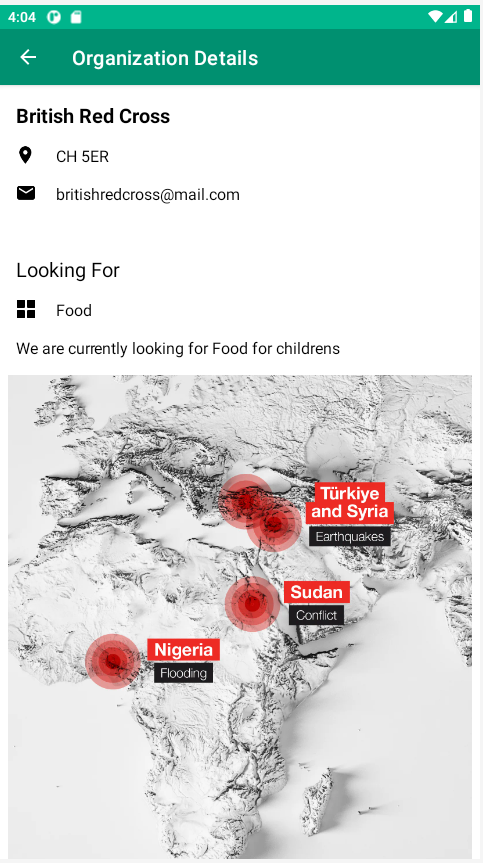 4:04
Organization Details
British Red Cross
CH 5ER
britishredcross@mail.com
Looking For
Food
We are currently looking for Food for childrens
Türkiye
and Syria
Earthquakes
Sudan
Conflict
Nigeria
Flooding